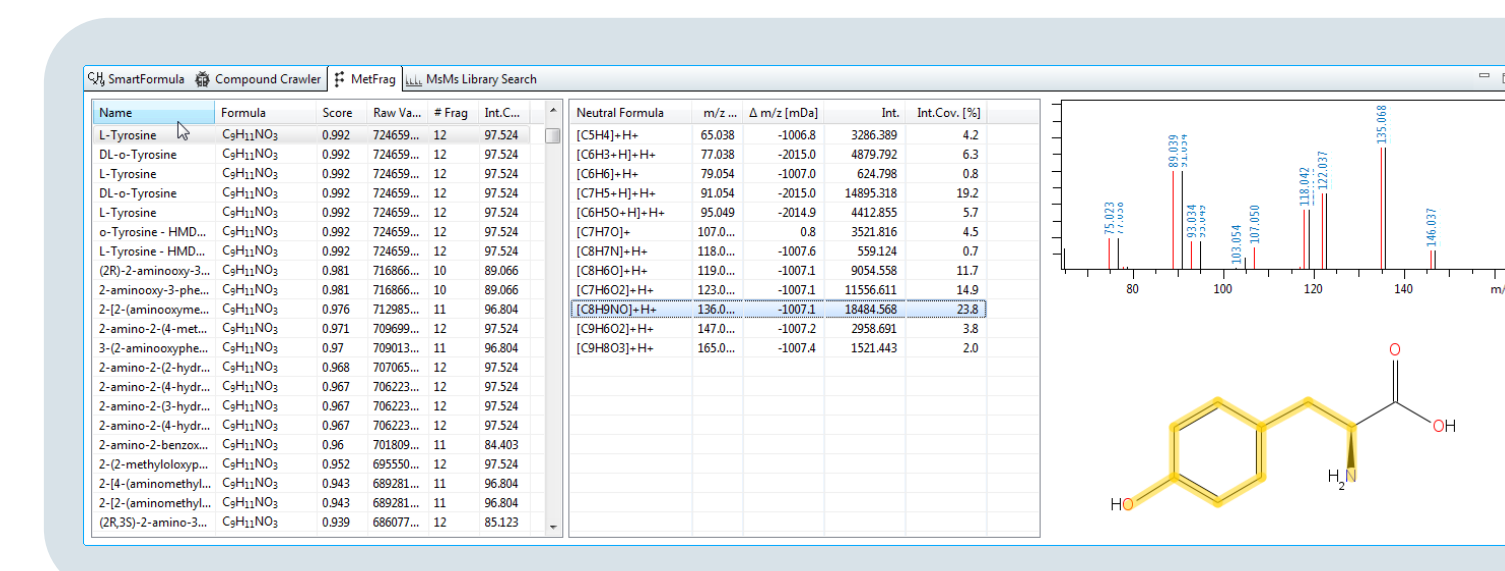 SmartFormula Compound Crawler MetFrag MsMs Library Search
Name Formula Score Raw Va... # Frag Int.C...
L-Tyrosine C₉H₁₁NO₃ 0.992 724659... 12 97.524
DL-o-Tyrosine C₉H₁₁NO₃ 0.992 724659... 12 97.524
L-Tyrosine C₉H₁₁NO₃ 0.992 724659... 12 97.524
DL-o-Tyrosine C₉H₁₁NO₃ 0.992 724659... 12 97.524
L-Tyrosine C₉H₁₁NO₃ 0.992 724659... 12 97.524
o-Tyrosine - HMD... C₉H₁₁NO₃ 0.992 724659... 12 97.524
L-Tyrosine - HMD... C₉H₁₁NO₃ 0.992 724659... 12 97.524
(2R)-2-aminooxy-3... C₉H₁₁NO₃ 0.981 716866... 10 89.066
2-aminooxy-3-phe... C₉H₁₁NO₃ 0.981 716866... 10 89.066
2-[2-(aminooxyme... C₉H₁₁NO₃ 0.976 712985... 11 96.804
2-amino-2-(4-met... C₉H₁₁NO₃ 0.971 709699... 12 97.524
3-(2-aminooxyphe... C₉H₁₁NO₃ 0.97 709013... 11 96.804
2-amino-2-(2-hydr... C₉H₁₁NO₃ 0.968 707065... 12 97.524
2-amino-2-(4-hydr... C₉H₁₁NO₃ 0.967 706223... 12 97.524
2-amino-2-(3-hydr... C₉H₁₁NO₃ 0.967 706223... 12 97.524
2-amino-2-(4-hydr... C₉H₁₁NO₃ 0.967 706223... 12 97.524
2-amino-2-benzox... C₉H₁₁NO₃ 0.96 701809... 11 84.403
2-(2-methyloloxyp... C₉H₁₁NO₃ 0.952 695550... 12 97.524
2-[4-(aminomethyl... C₉H₁₁NO₃ 0.943 689281... 11 96.804
2-[2-(aminomethyl... C₉H₁₁NO₃ 0.943 689281... 11 96.804
(2R,3S)-2-amino-3... C₉H₁₁NO₃ 0.939 686077... 12 85.123
Neutral Formula m/z ... Δ m/z [mDa] Int. Int.Cov. [%]
[C5H4]+H+ 65.038 -1006.8 3286.389 4.2
[C6H3+H]+H+ 77.038 -2015.0 4879.792 6.3
[C6H6]+H+ 79.054 -1007.0 624.798 0.8
[C7H5+H]+H+ 91.054 -2015.0 14895.318 19.2
[C6H5O+H]+H+ 95.049 -2014.9 4412.855 5.7
[C7H7O]+ 107.0... 0.8 3521.816 4.5
[C8H7N]+H+ 118.0... -1007.6 559.124 0.7
[C8H6O]+H+ 119.0... -1007.1 9054.558 11.7
[C7H6O2]+H+ 123.0... -1007.1 11556.611 14.9
[C8H9NO]+H+ 136.0... -1007.1 18484.568 23.8
[C9H6O2]+H+ 147.0... -1007.2 2958.691 3.8
[C9H8O3]+H+ 165.0... -1007.4 1521.443 2.0
75.023
89.039
93.034
103.054
107.050
118.042
122.037
135.068
146.037
80 100 120 140 m/
O
OH
H₂N
HO